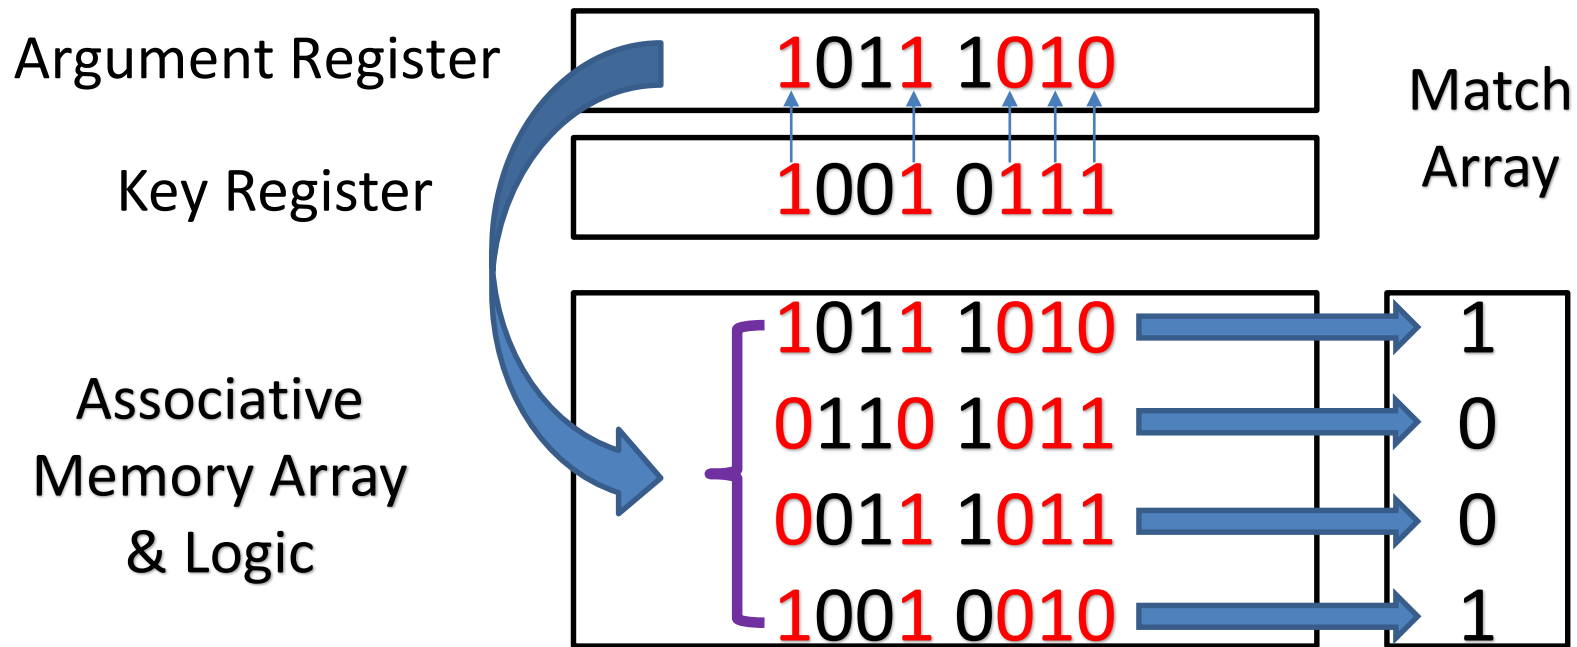 Argument Register
1011 1010
Match
Array
Key Register
1001 0111
Associative
Memory Array
& Logic
1011 1010
1
0110 1011
0
0011 1011
0
1001 0010
1